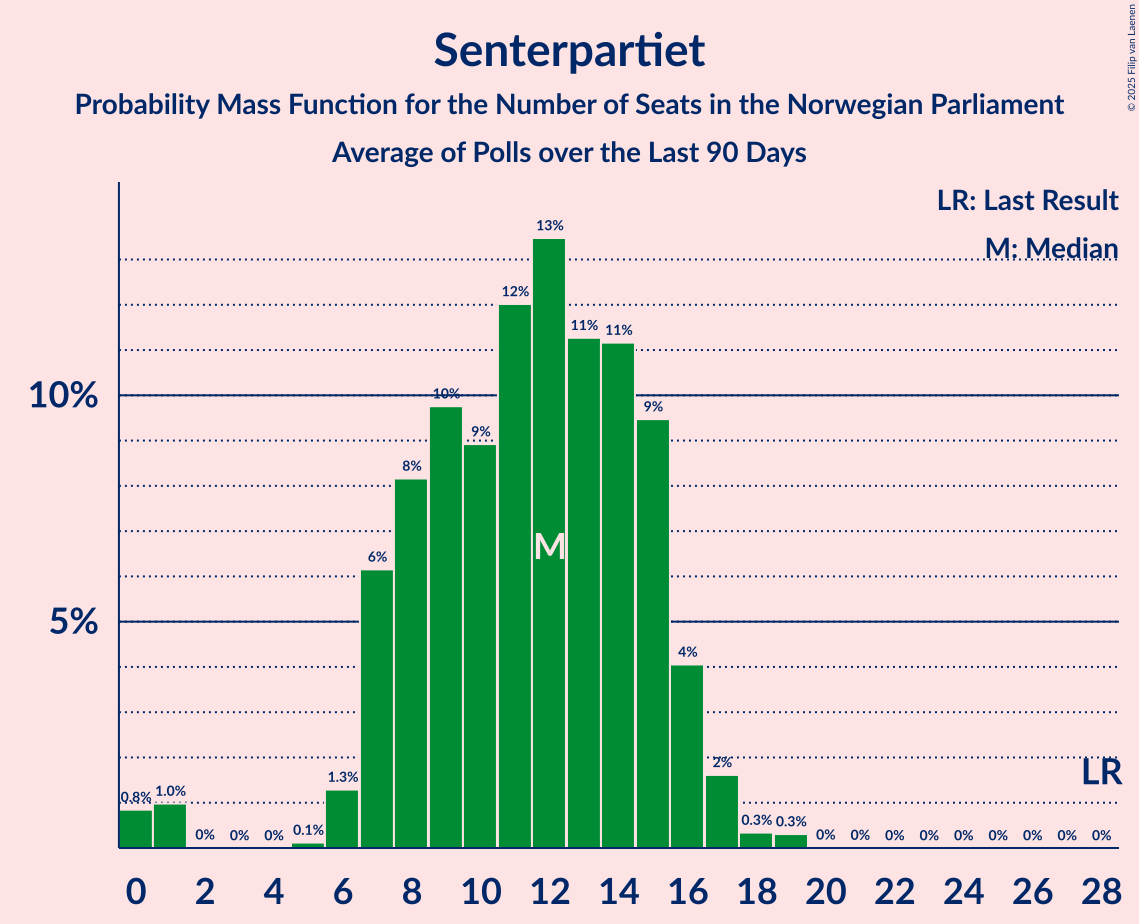 Senterpartiet
Probability Mass Function for the Number of Seats in the Norwegian Parliament
Average of Polls over the Last 90 Days
© 2025 Filip van Laenen
LR: Last Result
M: Median
10%
5%
0.8% 1.0% 0% 0% 0% 0.1% 1.3% 6% 8% 10% 9% 12% 13% 11% 11% 9% 4% 2% 0.3% 0.3% 0% 0% 0% 0% 0% 0% 0% 0% 0%
M
LR
0 2 4 6 8 10 12 14 16 18 20 22 24 26 28